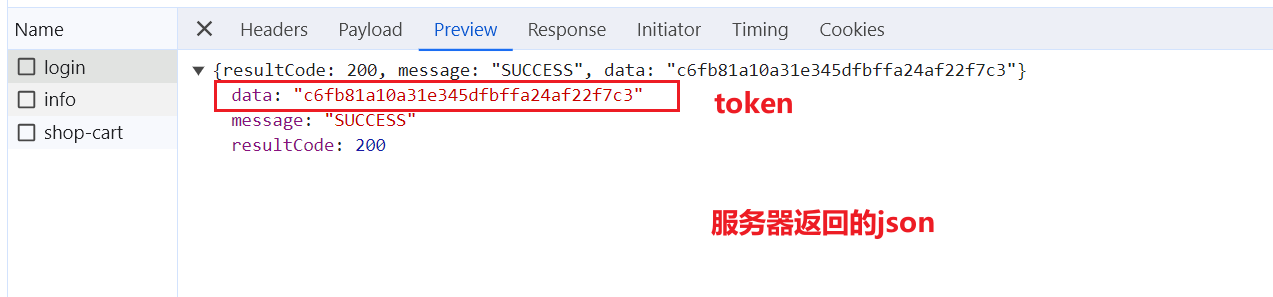 Name
Headers Payload Preview Response Initiator Timing Cookies
login
{resultCode: 200, message: "SUCCESS", data: "c6fb81a10a31e345dfbffa24af22f7c3"}
info
data: "c6fb81a10a31e345dfbffa24af22f7c3"
token
shop-cart
message: "SUCCESS"
resultCode: 200
服务器返回的json